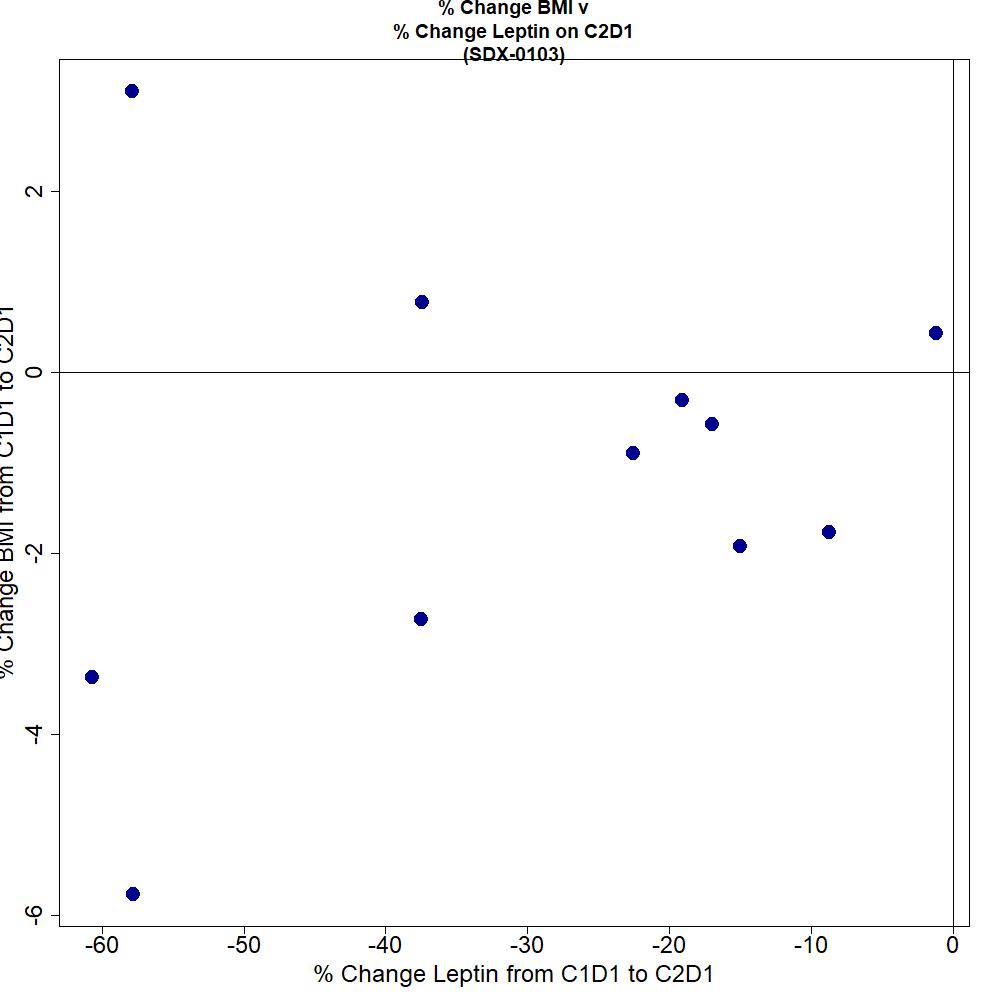 % Change BMI v
% Change Leptin on C2D1
(SDX-0103)
% Change BMI from C1D1 to C2D1
2
0
-2
-4
-6
-60 -50 -40 -30 -20 -10 0
% Change Leptin from C1D1 to C2D1